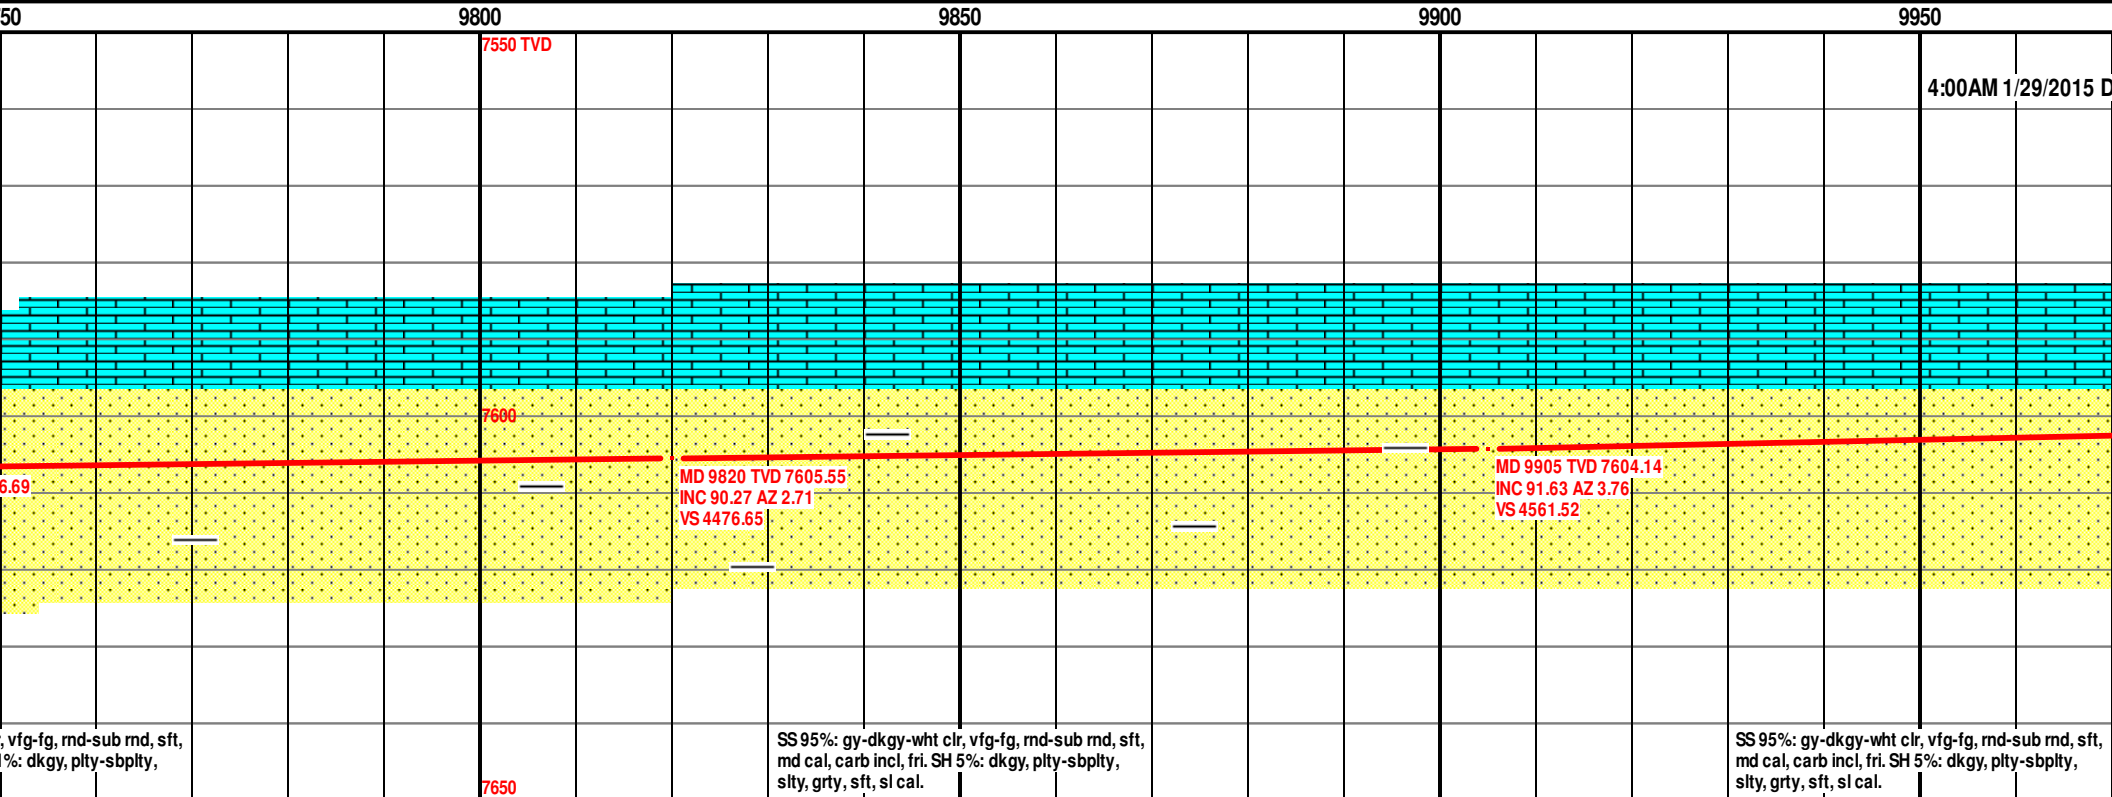 50 9800 9850 9900 9950
7550 TVD
4:00AM 1/29/2015 D
7600
6.69
MD 9820 TVD 7605.55
INC 90.27 AZ 2.71
VS 4476.65
MD 9905 TVD 7604.14
INC 91.63 AZ 3.76
VS 4561.52
, vfg-fg, rnd-sub rnd, sft,
%: dkgy, plty-sbplty,
SS 95%: gy-dkgy-wht clr, vfg-fg, rnd-sub rnd, sft,
md cal, carb incl, fri. SH 5%: dkgy, plty-sbplty,
slty, grty, sft, sl cal.
SS 95%: gy-dkgy-wht clr, vfg-fg, rnd-sub rnd, sft,
md cal, carb incl, fri. SH 5%: dkgy, plty-sbplty,
slty, grty, sft, sl cal.
7650